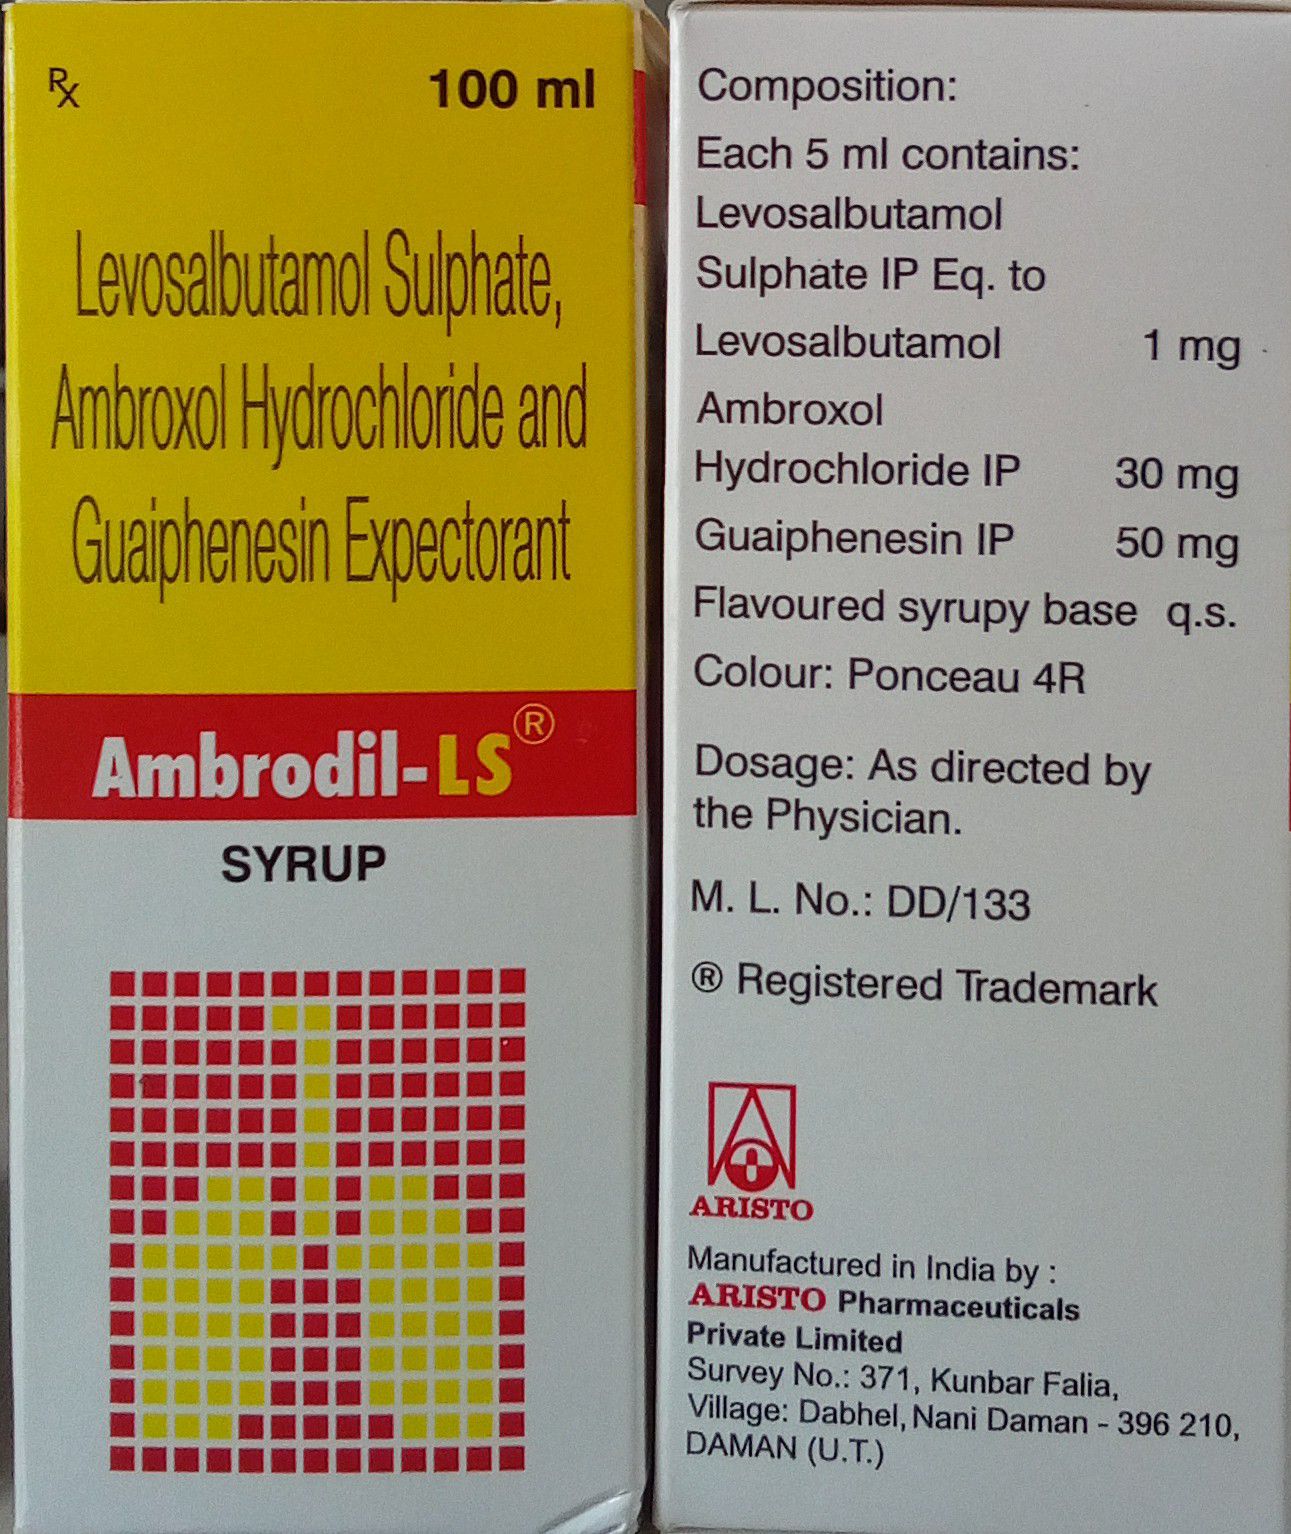 Rx
100 ml
Levosalbutamol Sulphate,
Ambroxol Hydrochloride and
Guaiphenesin Expectorant
Ambrodil-LS®
SYRUP
Composition:
Each 5 ml contains:
Levosalbutamol
Sulphate IP Eq. to
Levosalbutamol 1 mg
Ambroxol
Hydrochloride IP 30 mg
Guaiphenesin IP 50 mg
Flavoured syrupy base q.s.
Colour: Ponceau 4R
Dosage: As directed by
the Physician.
M. L. No.: DD/133
® Registered Trademark
ARISTO
Manufactured in India by :
ARISTO Pharmaceuticals
Private Limited
Survey No.: 371, Kunbar Falia,
Village: Dabhel, Nani Daman - 396 210,
DAMAN (U.T.)